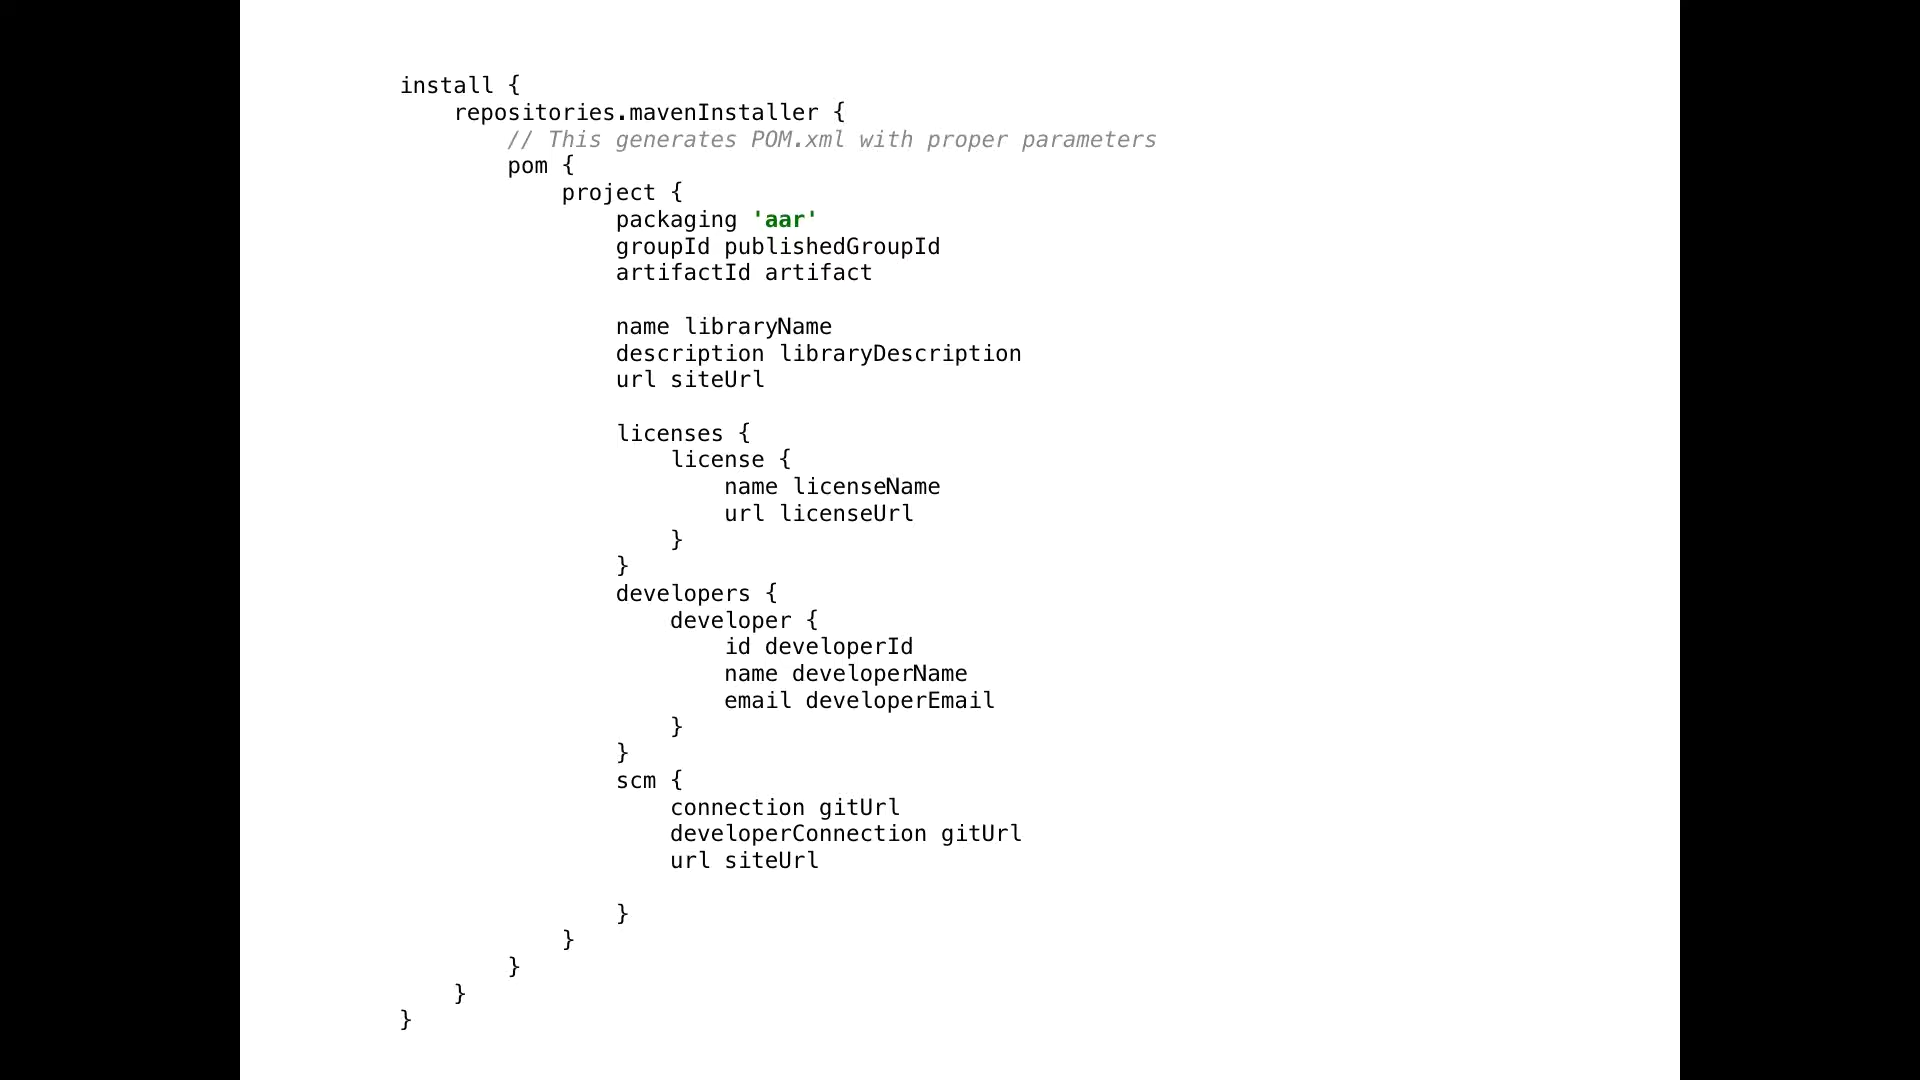 install {
    repositories.mavenInstaller {
        // This generates POM.xml with proper parameters
        pom {
            project {
                packaging 'aar'
                groupId publishedGroupId
                artifactId artifact

                name libraryName
                description libraryDescription
                url siteUrl

                licenses {
                    license {
                        name licenseName
                        url licenseUrl
                    }
                }
                developers {
                    developer {
                        id developerId
                        name developerName
                        email developerEmail
                    }
                }
                scm {
                    connection gitUrl
                    developerConnection gitUrl
                    url siteUrl

                }
            }
        }
    }
}